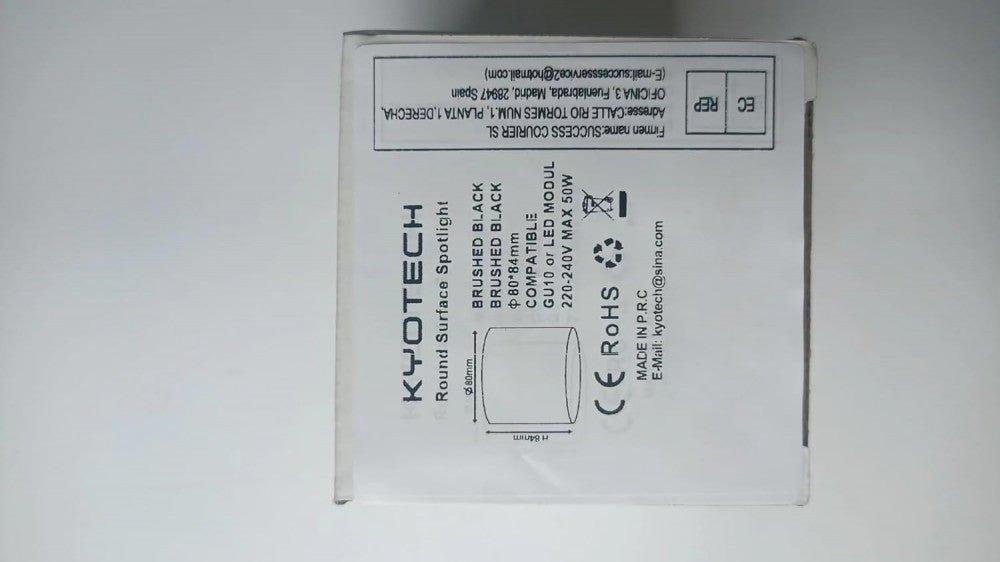 KYOTECH
Round Surface Spotlight
⌀80mm
H 84mm
BRUSHED BLACK
BRUSHED BLACK
ϕ80*84mm
COMPATIBLE
GU10 or LED MODUL
220-240V MAX 50W
CE RoHS
MADE IN P.R.C
E-Mail: kyotech@sina.com
EC REP
Firmen name:SUCCESS COURIER SL
Adresse:CALLE RIO TORMES NUM.1, PLANTA 1,DERECHA,
OFICINA 3, Fuenlabrada, Madrid, 28947 Spain
(E-mail:successservice2@hotmail.com)